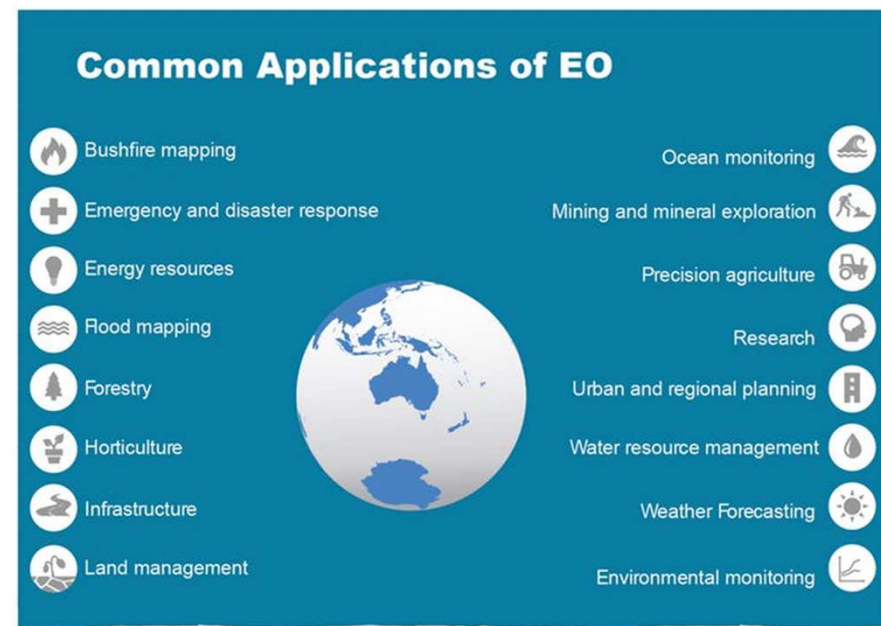 Common Applications of EO
Bushfire mapping
Emergency and disaster response
Energy resources
Flood mapping
Forestry
Horticulture
Infrastructure
Land management
Ocean monitoring
Mining and mineral exploration
Precision agriculture
Research
Urban and regional planning
Water resource management
Weather Forecasting
Environmental monitoring